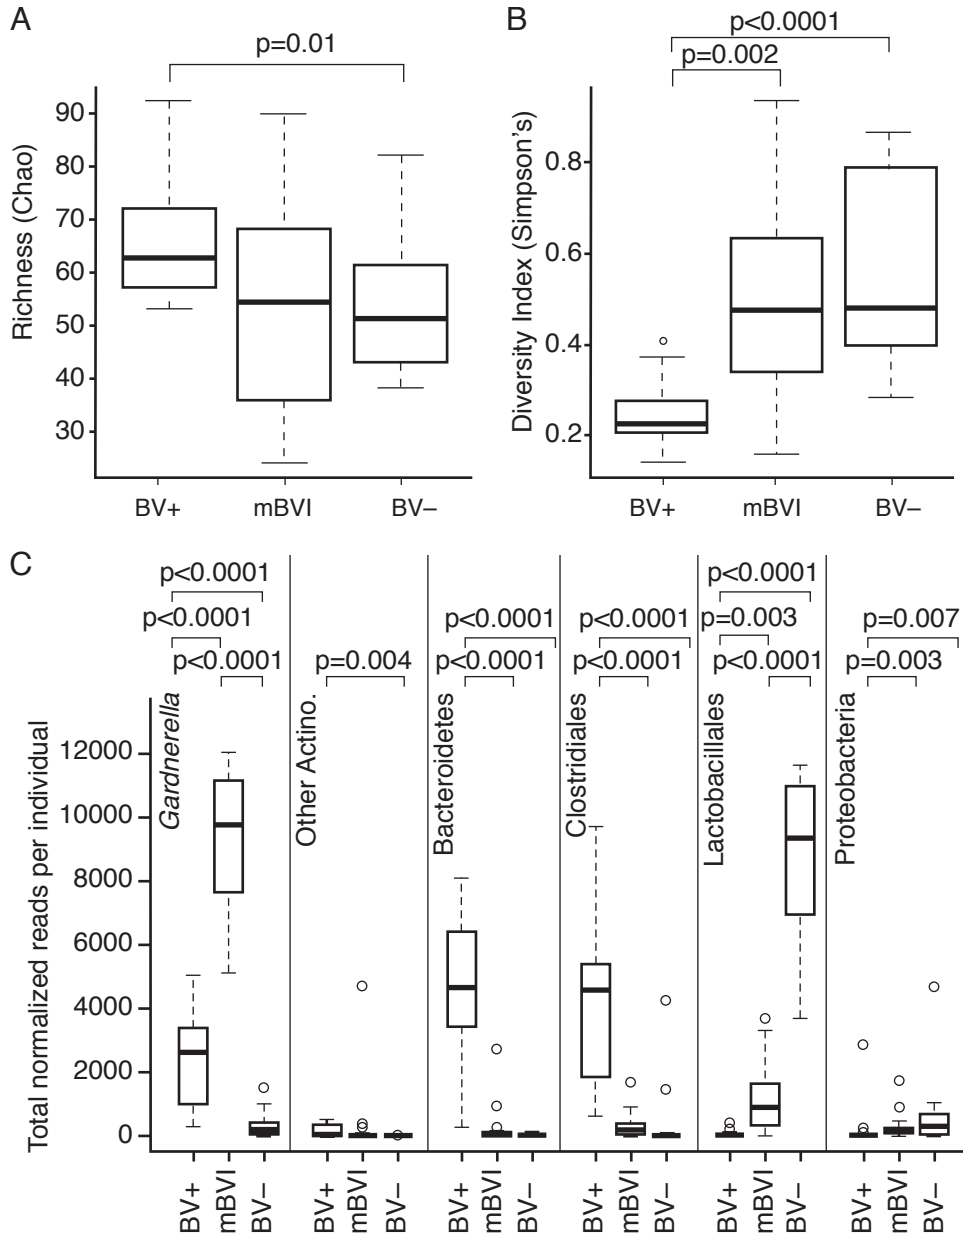 A
p=0.01
Richness (Chao)
90
80
70
60
50
40
30
BV+ mBVI BV–
B
p<0.0001
p=0.002
Diversity Index (Simpson's)
0.8
0.6
0.4
0.2
BV+ mBVI BV–
C
p<0.0001
p<0.0001
p<0.0001
p=0.004
p<0.0001
p<0.0001
p<0.0001
p<0.0001
p<0.0001
p=0.003
p<0.0001
p=0.007
p=0.003
Total normalized reads per individual
12000
10000
8000
6000
4000
2000
0
Gardnerella
Other Actino.
Bacteroidetes
Clostridiales
Lactobacillales
Proteobacteria
BV+
mBVI
BV–
BV+
mBVI
BV–
BV+
mBVI
BV–
BV+
mBVI
BV–
BV+
mBVI
BV–
BV+
mBVI
BV–